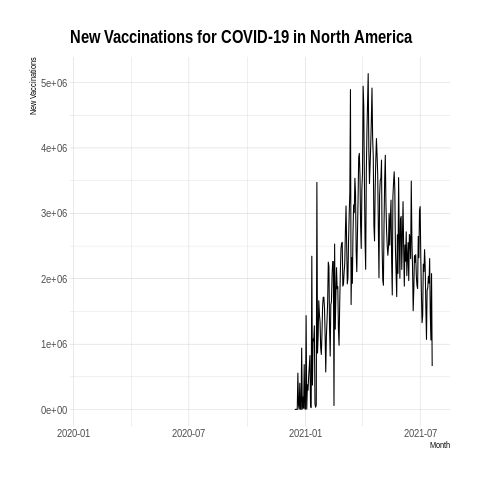 New Vaccinations for COVID-19 in North America
New Vaccinations
5e+06
4e+06
3e+06
2e+06
1e+06
0e+00
2020-01 2020-07 2021-01 2021-07
Month